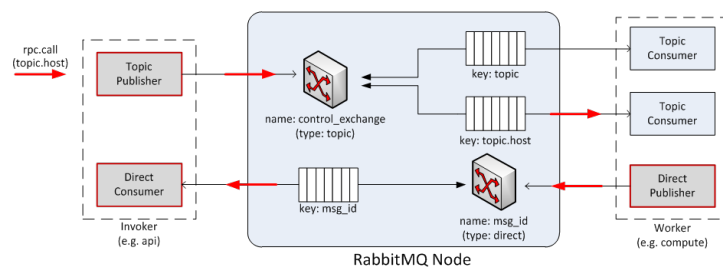 rpc.call
(topic.host)
Topic
Publisher
name: control_exchange
(type: topic)
key: topic
key: topic.host
Topic
Consumer
Topic
Consumer
Direct
Consumer
key: msg_id
name: msg_id
(type: direct)
Direct
Publisher
Invoker
(e.g. api)
Worker
(e.g. compute)
RabbitMQ Node